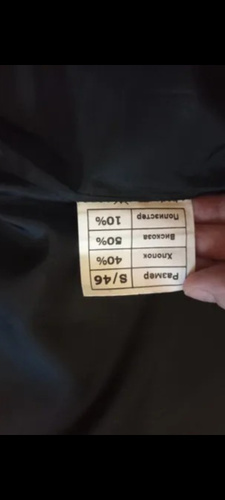 Размер S/46
Хлопок 40%
Вискоза 50%
Полиэстер 10%